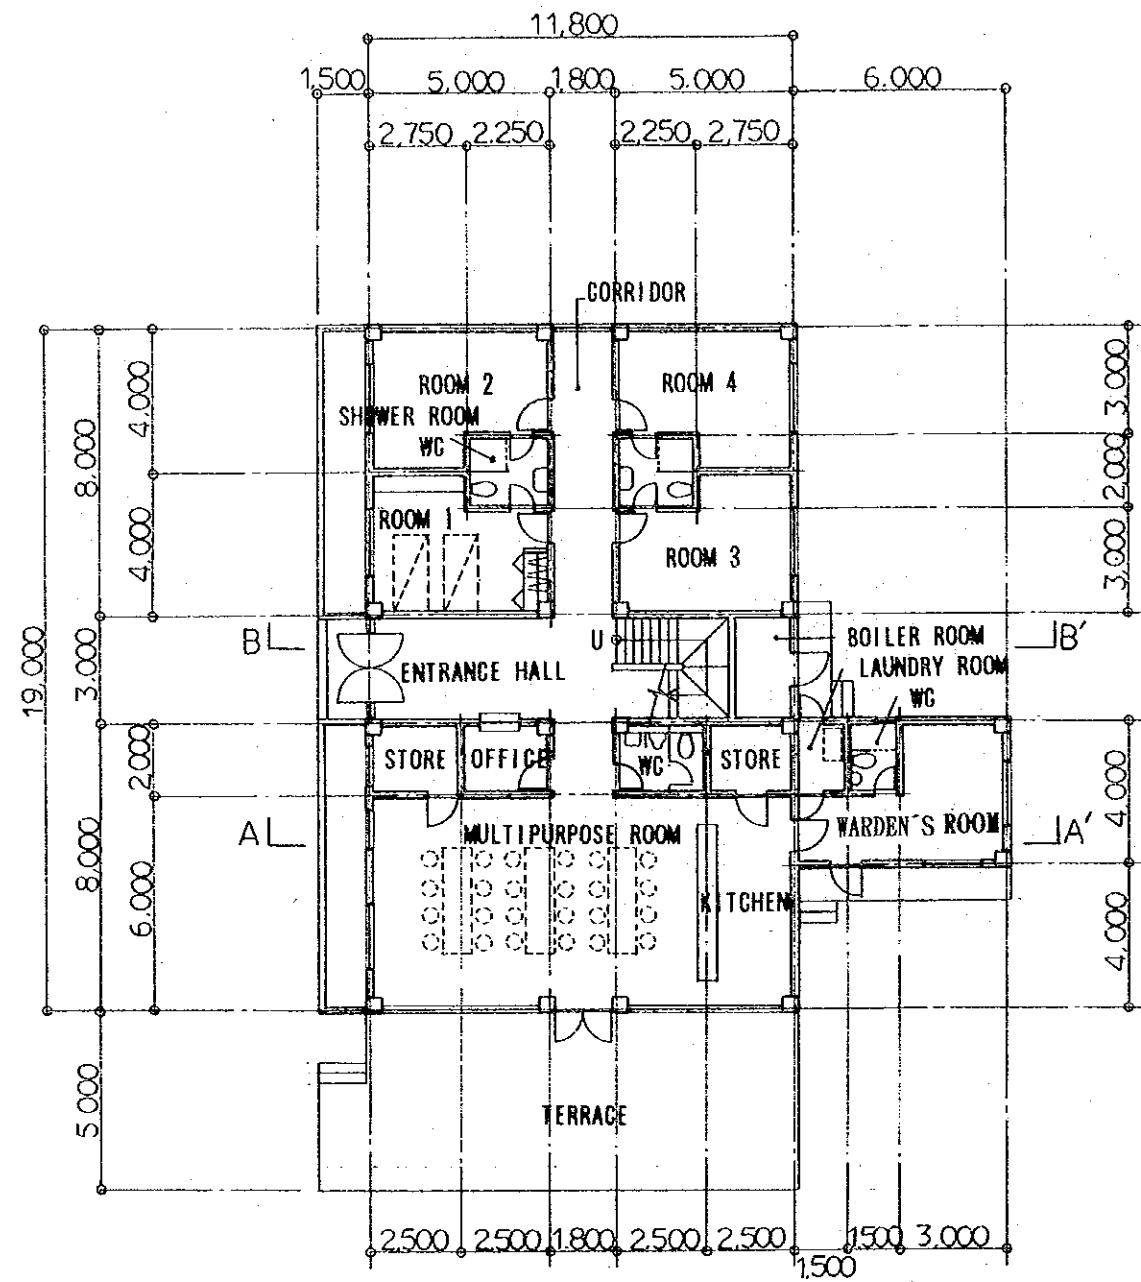 11,800
1,500 5,000 1,800 5,000 6,000
2,750 2,250 2,250 2,750
CORRIDOR
ROOM 2
ROOM 4
SHOWER ROOM
WC
4,000
3,000
8,000
2,000
ROOM 1
ROOM 3
4,000
3,000
B
U
BOILER ROOM
B'
LAUNDRY ROOM
ENTRANCE HALL
WC
19,000
3,000
STORE
OFFICE
WC
STORE
2,000
4,000
A
MULTIPURPOSE ROOM
WARDEN'S ROOM
A'
8,000
6,000
KITCHEN
4,000
5,000
TERRACE
2,500 2,500 1,800 2,500 2,500 1,500 3,000
1,500